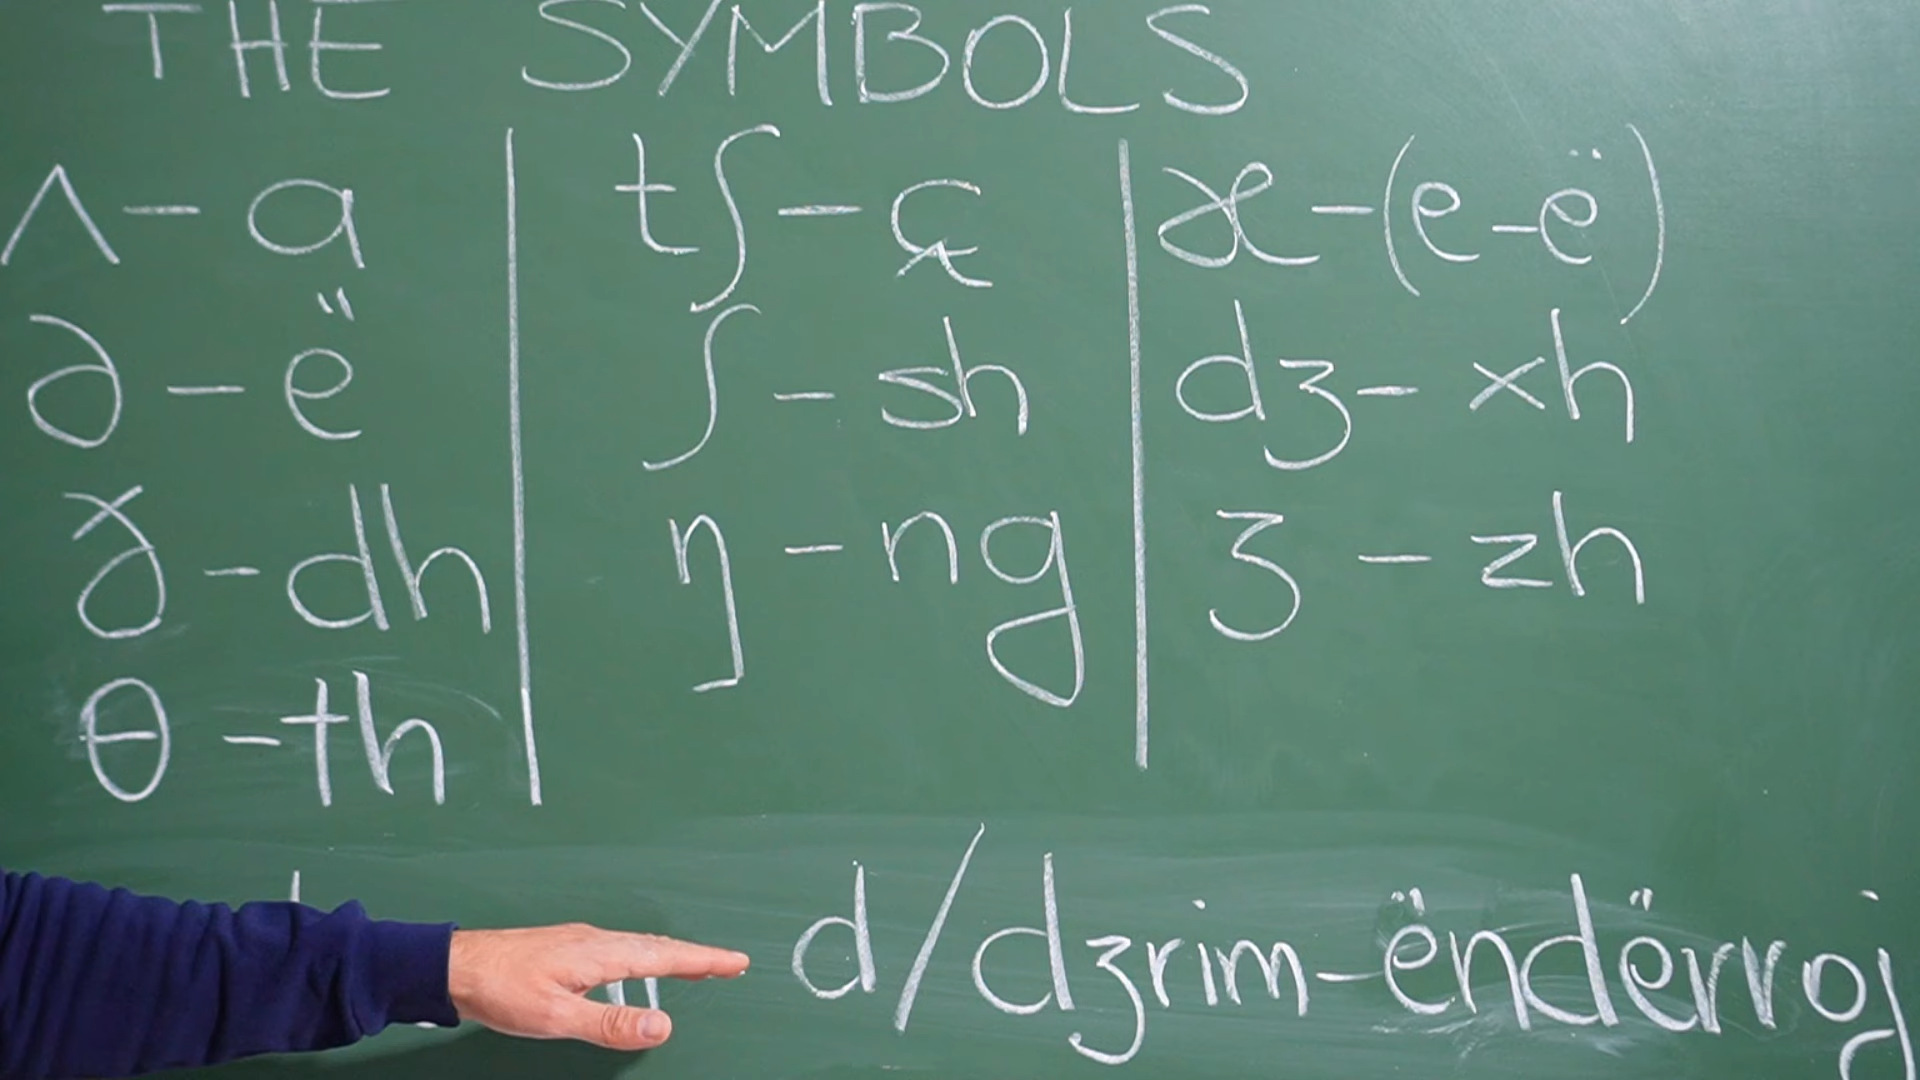 THE SYMBOLS
ʌ - a
ə - ë
ð - dh
θ - th
tʃ - ç
ʃ - sh
ŋ - ng
æ - (e-ë)
dʒ - xh
ʒ - zh
d/dʒrim-ëndërroj